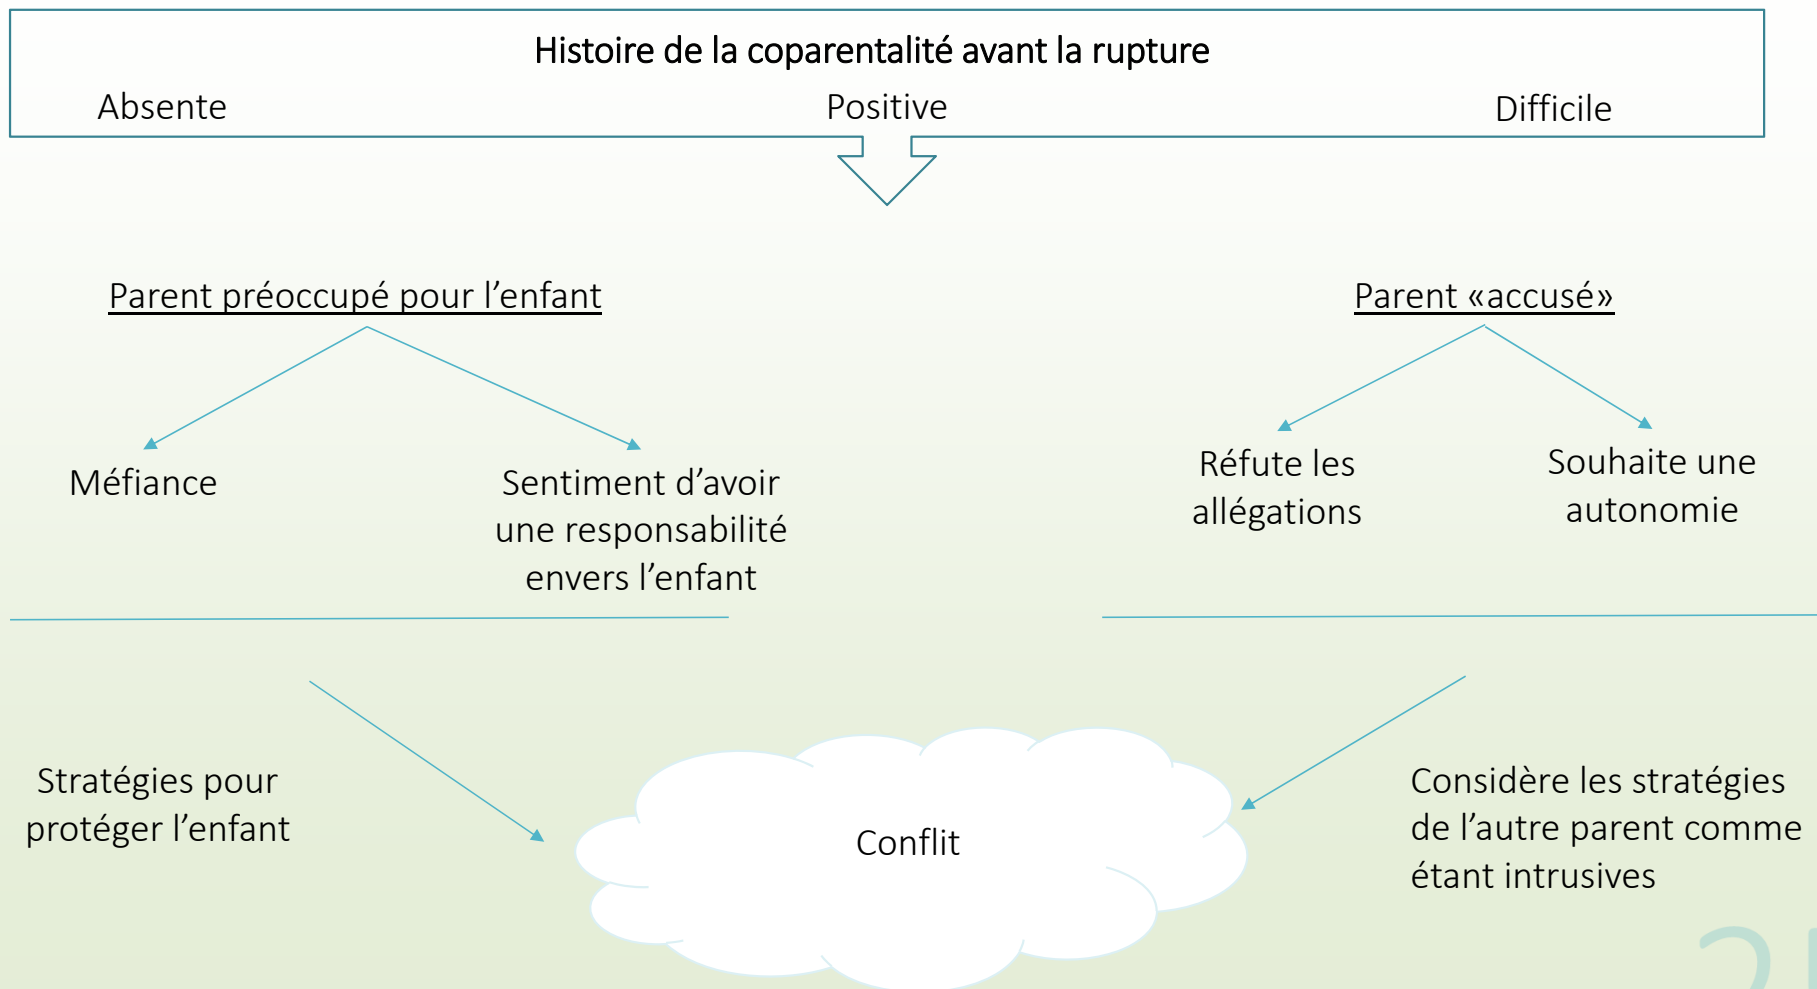 Histoire de la coparentalité avant la rupture
Absente Positive Difficile
Parent préoccupé pour l’enfant
Parent «accusé»
Méfiance
Sentiment d’avoir
une responsabilité
envers l’enfant
Réfute les
allégations
Souhaite une
autonomie
Stratégies pour
protéger l’enfant
Conflit
Considère les stratégies
de l’autre parent comme
étant intrusives